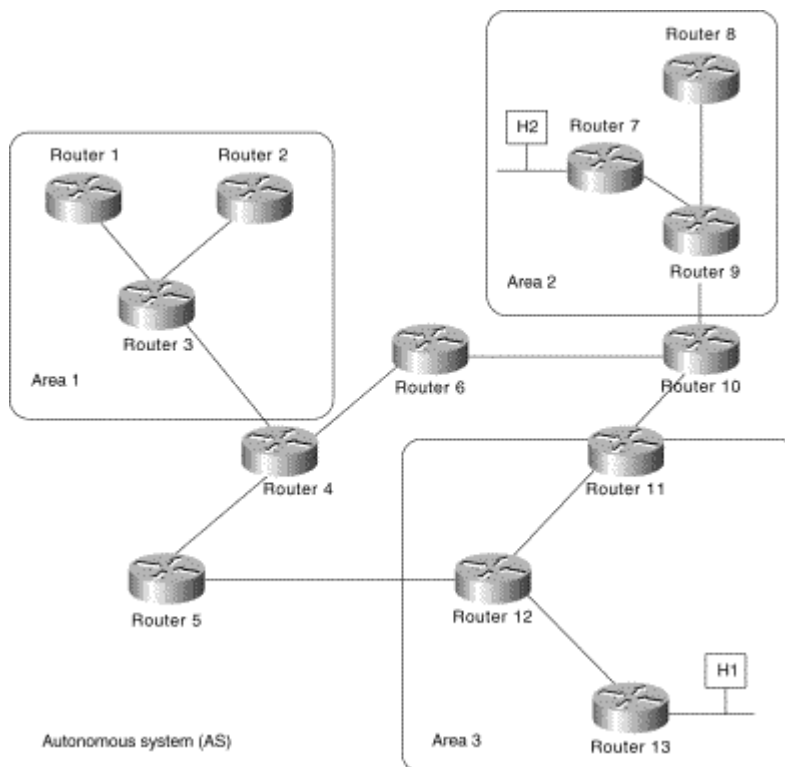 Router 8
H2
Router 7
Router 1
Router 2
Router 9
Area 2
Router 3
Area 1
Router 6
Router 10
Router 4
Router 11
Router 5
Router 12
H1
Autonomous system (AS)
Area 3
Router 13